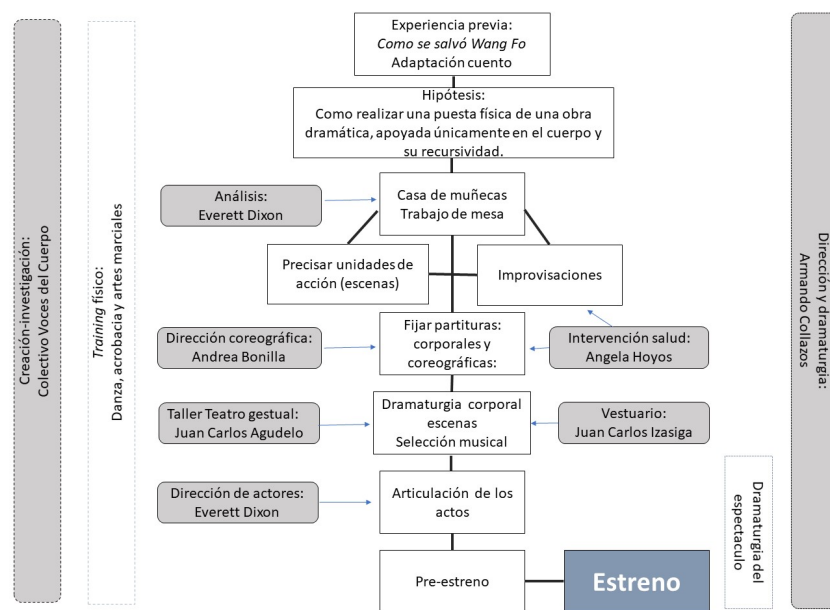 Creación-investigación:
Colectivo Voces del Cuerpo
Training físico:
Danza, acrobacia y artes marciales
Experiencia previa:
Como se salvó Wang Fo
Adaptación cuento
Hipótesis:
Como realizar una puesta física de una obra
dramática, apoyada únicamente en el cuerpo y
su recursividad.
Análisis:
Everett Dixon
Casa de muñecas
Trabajo de mesa
Precisar unidades de
acción (escenas)
Improvisaciones
Dirección coreográfica:
Andrea Bonilla
Fijar partituras:
corporales y
coreográficas:
Intervención salud:
Angela Hoyos
Taller Teatro gestual:
Juan Carlos Agudelo
Dramaturgia corporal
escenas
Selección musical
Vestuario:
Juan Carlos Izasiga
Dirección de actores:
Everett Dixon
Articulación de los
actos
Pre-estreno
Estreno
Dramaturgia del
espectaculo
Dirección y dramaturgia:
Armando Collazos